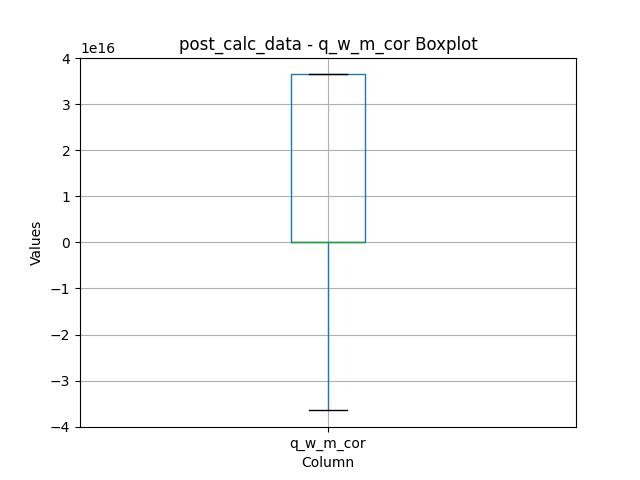 post_calc_data - q_w_m_cor Boxplot
1e16
4
3
2
1
0
−1
−2
−3
−4
Values
q_w_m_cor
Column